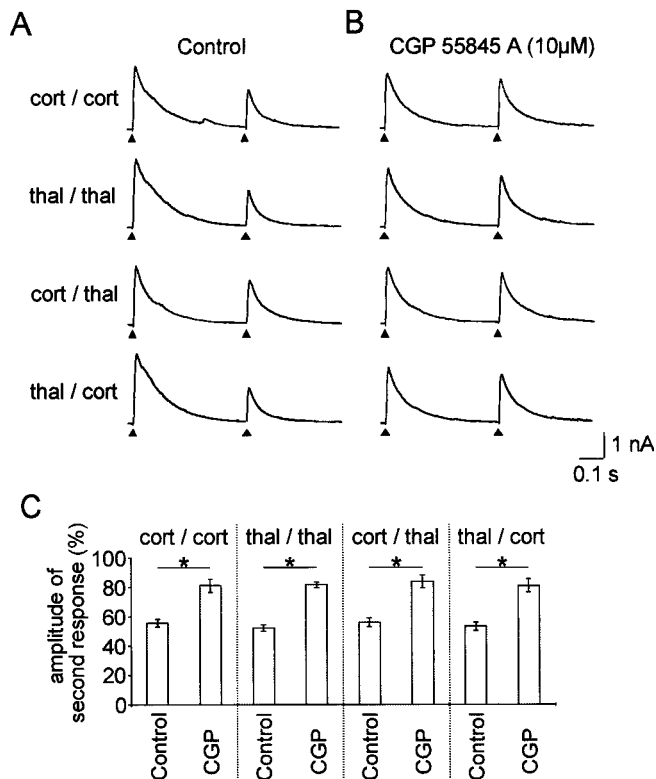 A
B
Control
CGP 55845 A (10µM)
cort / cort
thal / thal
cort / thal
thal / cort
1 nA
0.1 s
C
cort / cort
thal / thal
cort / thal
thal / cort
*
*
*
*
amplitude of
second response (%)
100
80
60
40
20
0
Control
CGP
Control
CGP
Control
CGP
Control
CGP